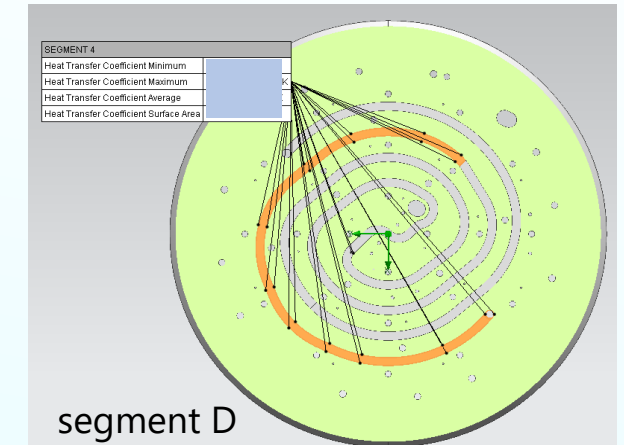 SEGMENT 4
Heat Transfer Coefficient Minimum
Heat Transfer Coefficient Maximum K
Heat Transfer Coefficient Average
Heat Transfer Coefficient Surface Area
segment D